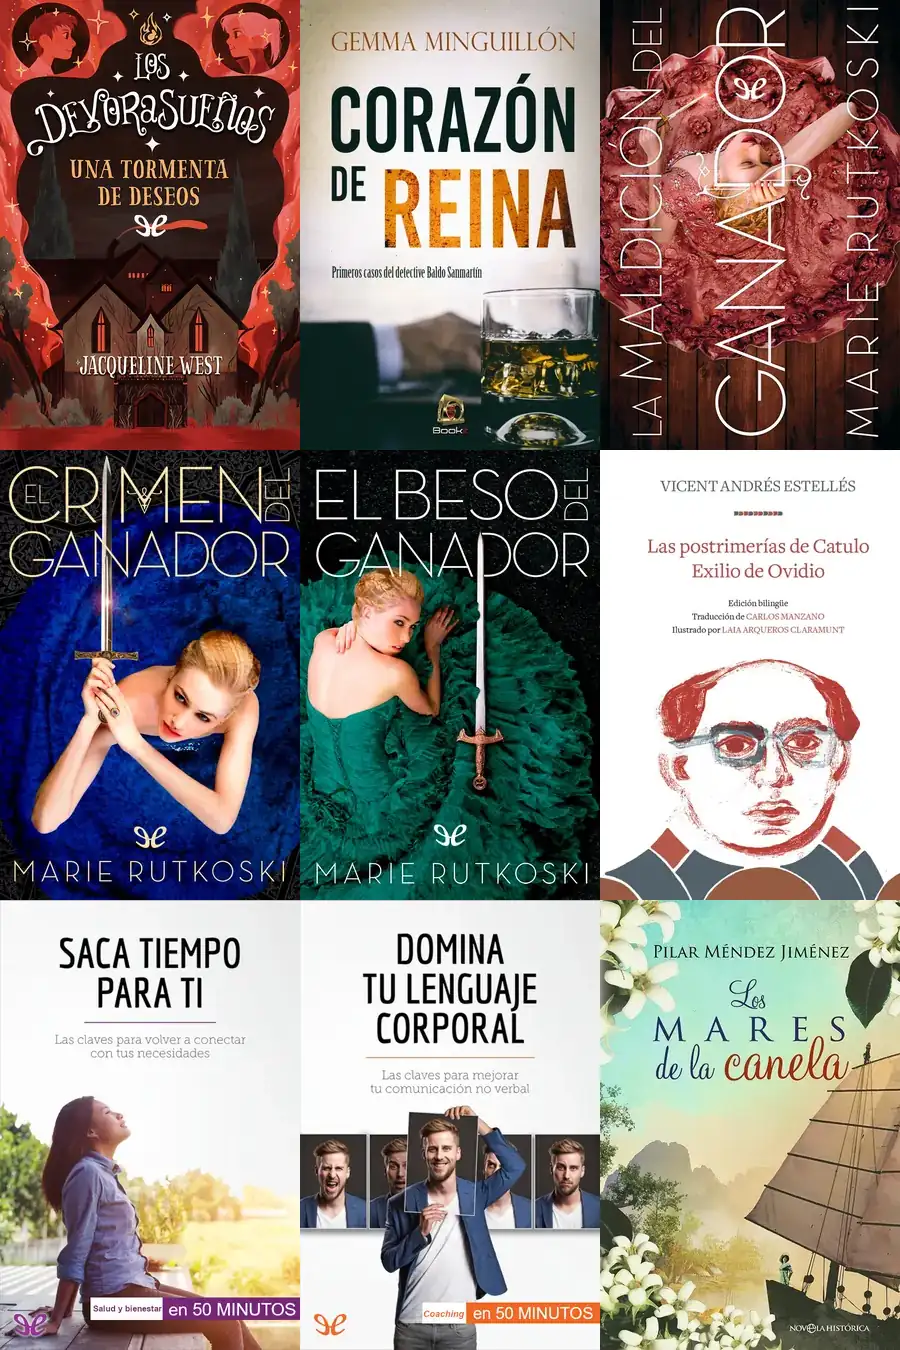 LOS
DEVORASUEÑOS
UNA TORMENTA
DE DESEOS
JACQUELINE WEST
GEMMA MINGUILLÓN
CORAZÓN
DE REINA
Primeros casos del detective Baldo Sanmartín
Book
LA MALDICIÓN DEL
GANADOR
MARIE RUTKOSKI
EL CRIMEN DEL
GANADOR
MARIE RUTKOSKI
EL BESO DEL
GANADOR
MARIE RUTKOSKI
VICENT ANDRÉS ESTELLÉS
Las postrimerías de Catulo
Exilio de Ovidio
Edición bilingüe
Traducción de CARLOS MANZANO
Ilustrado por LAIA ARQUEROS CLARAMUNT
SACA TIEMPO
PARA TI
Las claves para volver a conectar
con tus necesidades
Salud y bienestar en 50 MINUTOS
DOMINA
TU LENGUAJE
CORPORAL
Las claves para mejorar
tu comunicación no verbal
Coaching en 50 MINUTOS
PILAR MÉNDEZ JIMÉNEZ
Los
MARES
de la canela
NOVELA HISTÓRICA